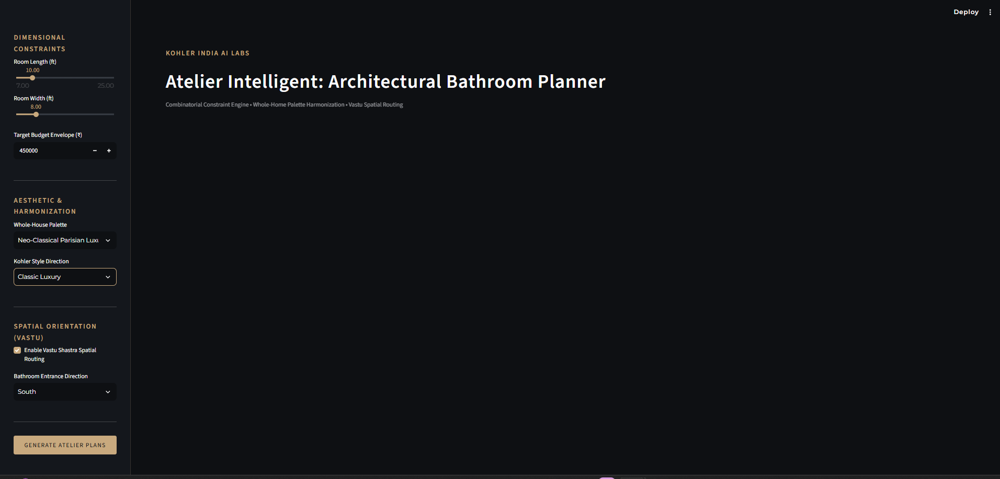 Deploy
DIMENSIONAL
CONSTRAINTS
Room Length (ft)
10.00
7.00 25.00
Room Width (ft)
8.00
Target Budget Envelope (₹)
450000
AESTHETIC &
HARMONIZATION
Whole-House Palette
Neo-Classical Parisian Luxu
Kohler Style Direction
Classic Luxury
SPATIAL ORIENTATION
(VASTU)
Enable Vastu Shastra Spatial
Routing
Bathroom Entrance Direction
South
GENERATE ATELIER PLANS
KOHLER INDIA AI LABS
Atelier Intelligent: Architectural Bathroom Planner
Combinatorial Constraint Engine • Whole-Home Palette Harmonization • Vastu Spatial Routing